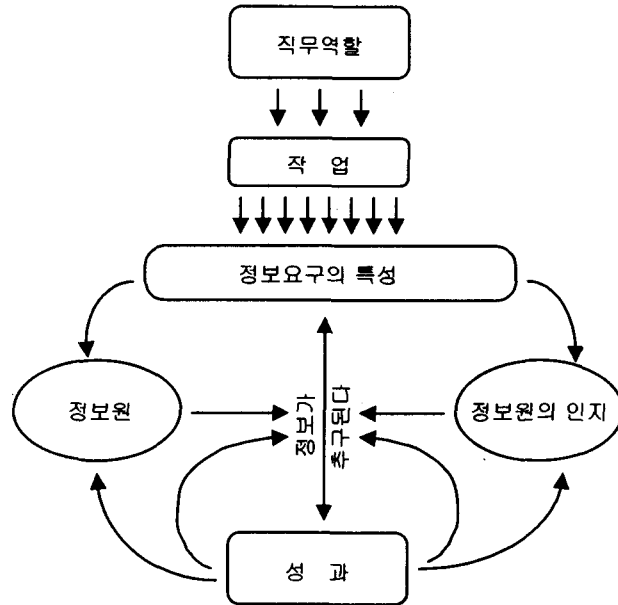 직무역할
작 업
정보요구의 특성
정보원
정보가
추구된다
정보원의 인지
성 과